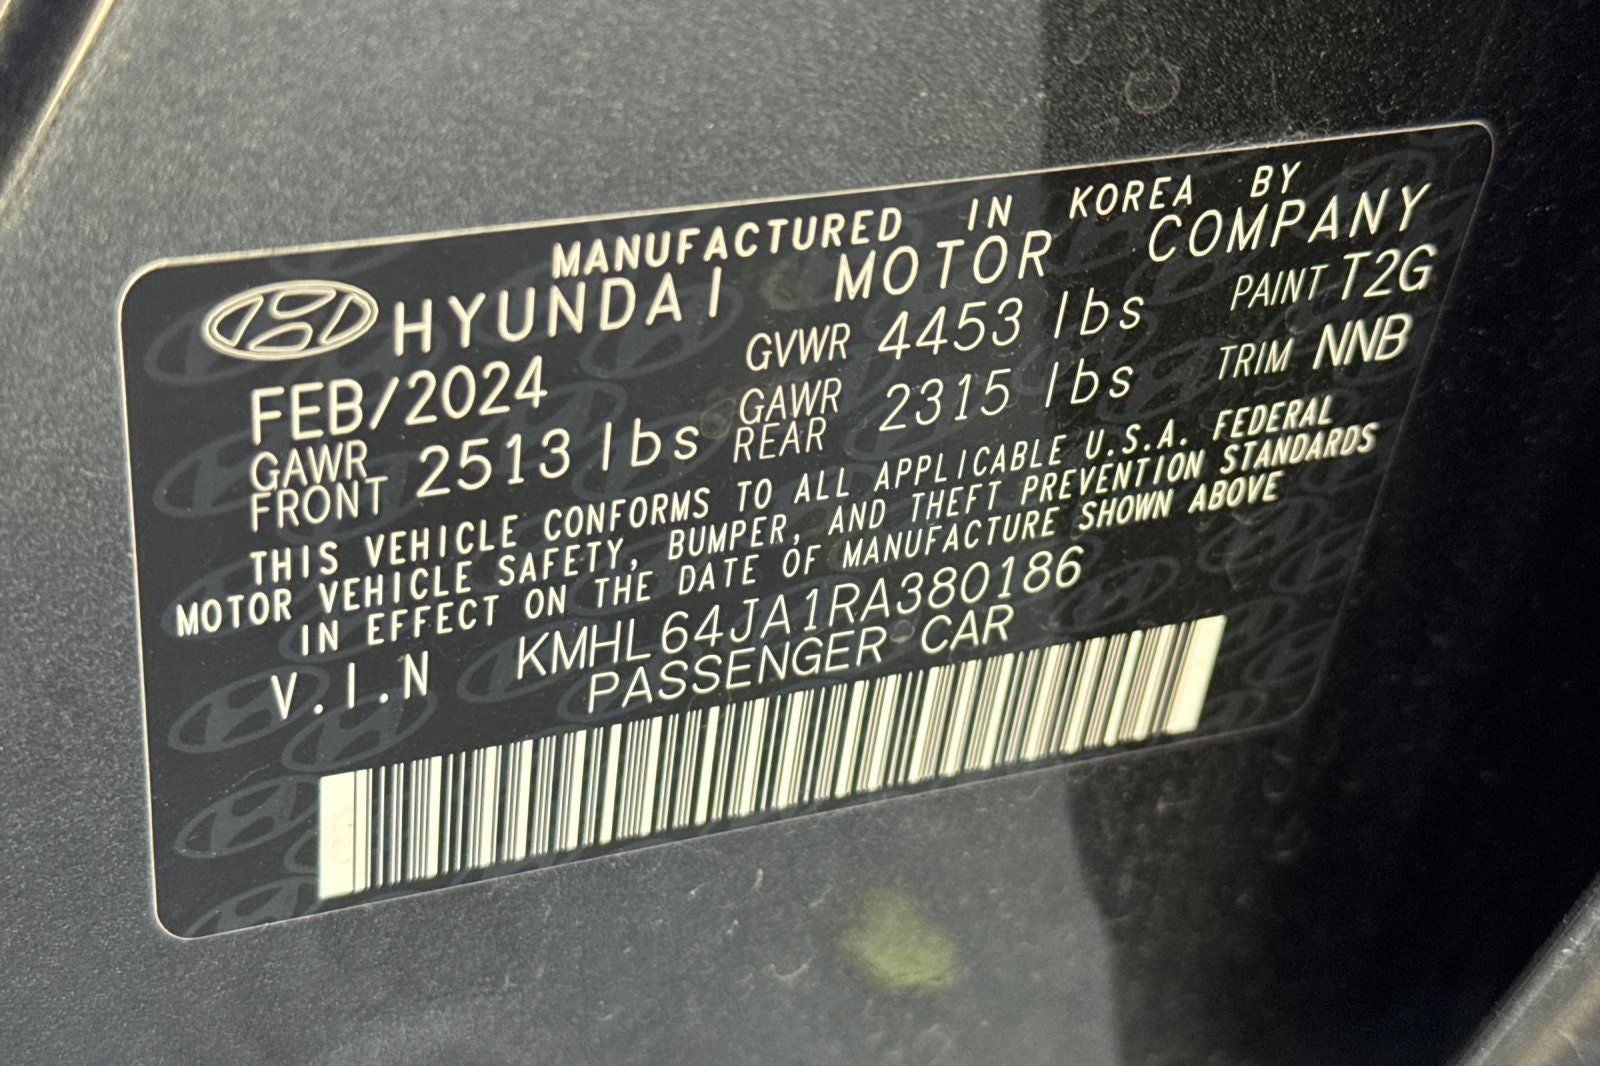 MANUFACTURED IN KOREA BY
HYUNDAI MOTOR COMPANY
FEB/2024 GVWR 4453 lbs PAINT T2G
GAWR FRONT 2513 lbs GAWR REAR 2315 lbs TRIM NNB
THIS VEHICLE CONFORMS TO ALL APPLICABLE U.S.A. FEDERAL
MOTOR VEHICLE SAFETY, BUMPER, AND THEFT PREVENTION STANDARDS
IN EFFECT ON THE DATE OF MANUFACTURE SHOWN ABOVE
V.I.N KMHL64JA1RA380186
PASSENGER CAR